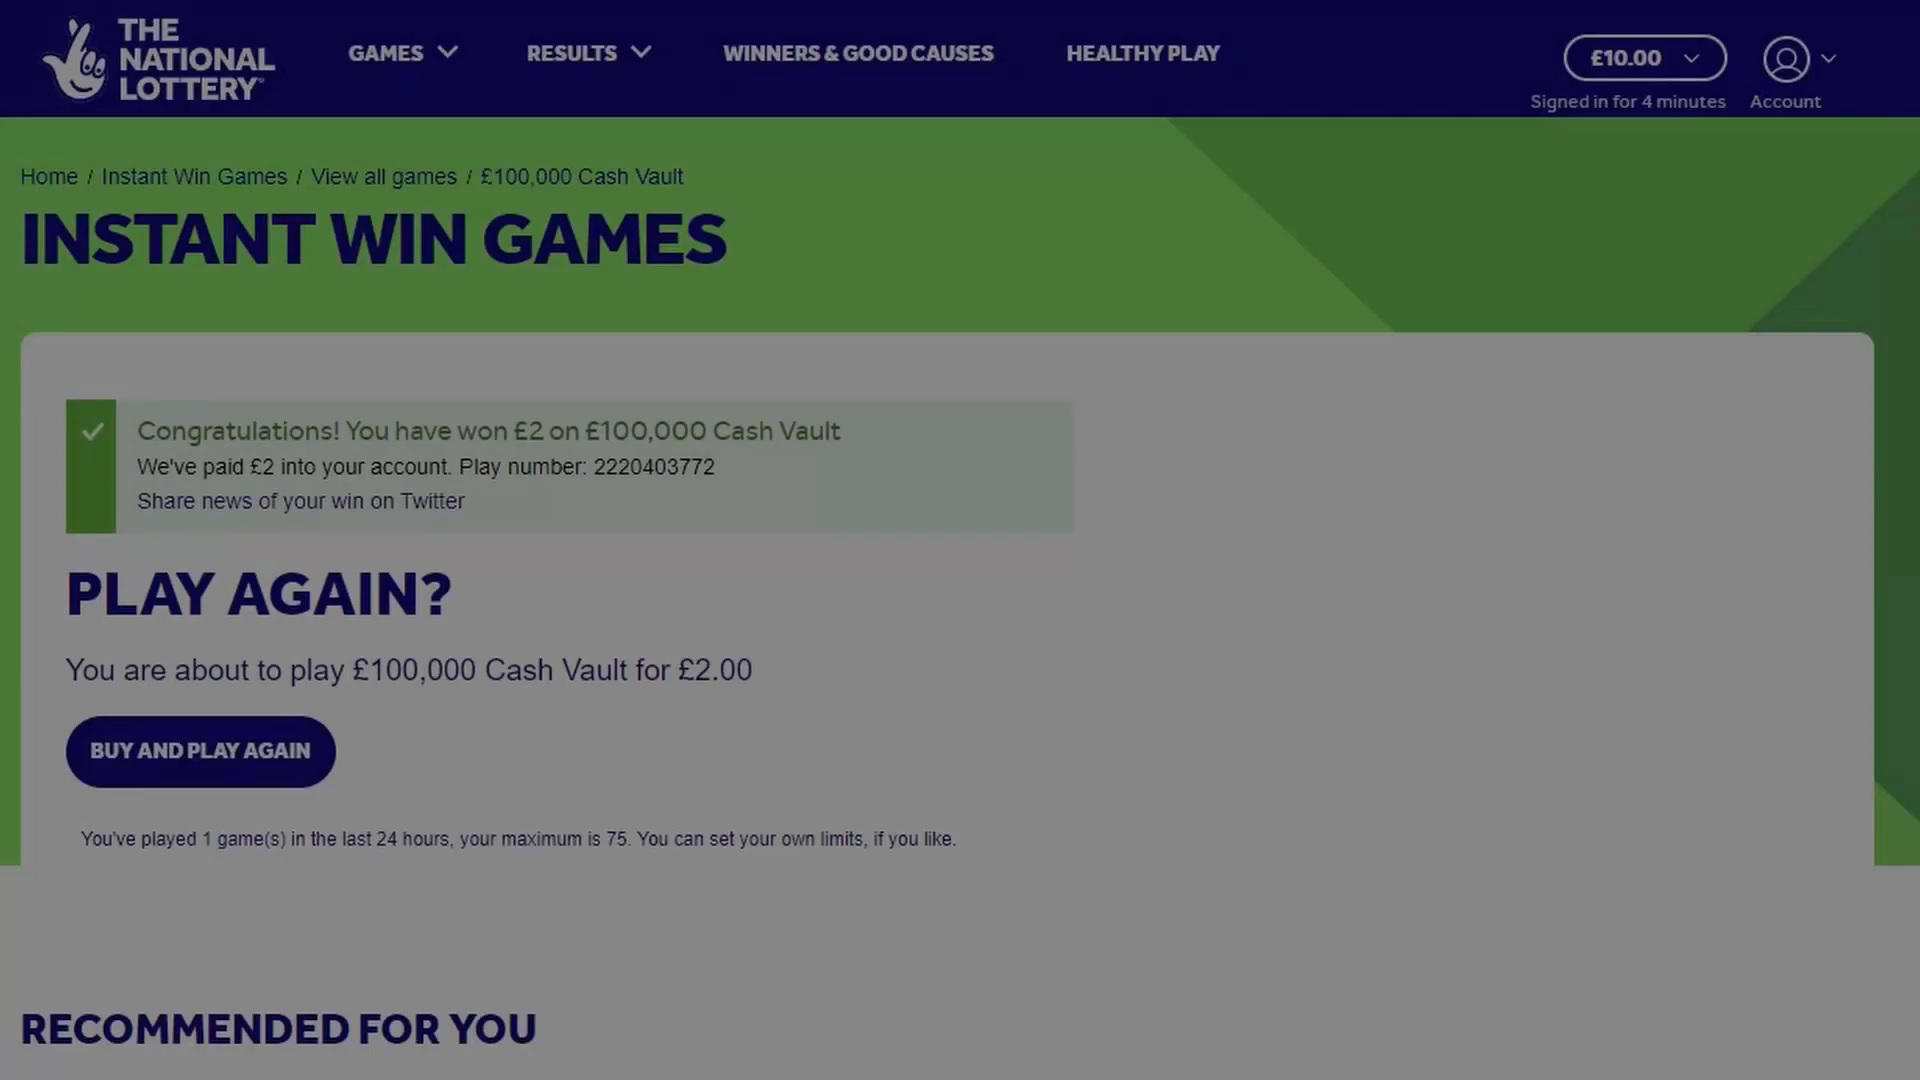 THE
NATIONAL
LOTTERY
GAMES
RESULTS
WINNERS & GOOD CAUSES
HEALTHY PLAY
£10.00
Signed in for 4 minutes
Account
Home / Instant Win Games / View all games / £100,000 Cash Vault
INSTANT WIN GAMES
Congratulations! You have won £2 on £100,000 Cash Vault
We've paid £2 into your account. Play number: 2220403772
Share news of your win on Twitter
PLAY AGAIN?
You are about to play £100,000 Cash Vault for £2.00
BUY AND PLAY AGAIN
You've played 1 game(s) in the last 24 hours, your maximum is 75. You can set your own limits, if you like.
RECOMMENDED FOR YOU